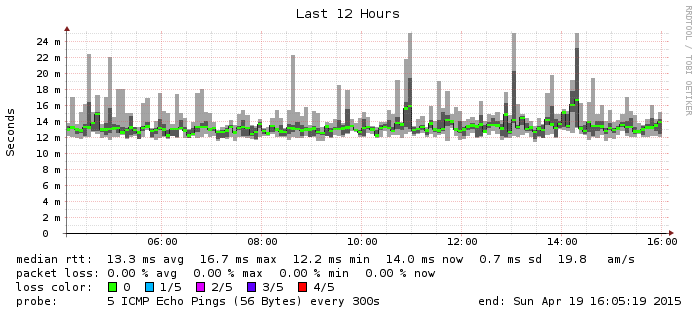 Last 12 Hours
RRDTOOL / TOBI OETIKER
Seconds
24 m
22 m
20 m
18 m
16 m
14 m
12 m
10 m
8 m
6 m
4 m
2 m
0
06:00 08:00 10:00 12:00 14:00 16:00
median rtt: 13.3 ms avg 16.7 ms max 12.2 ms min 14.0 ms now 0.7 ms sd 19.8 am/s
packet loss: 0.00 % avg 0.00 % max 0.00 % min 0.00 % now
loss color: 0 1/5 2/5 3/5 4/5
probe: 5 ICMP Echo Pings (56 Bytes) every 300s end: Sun Apr 19 16:05:19 2015